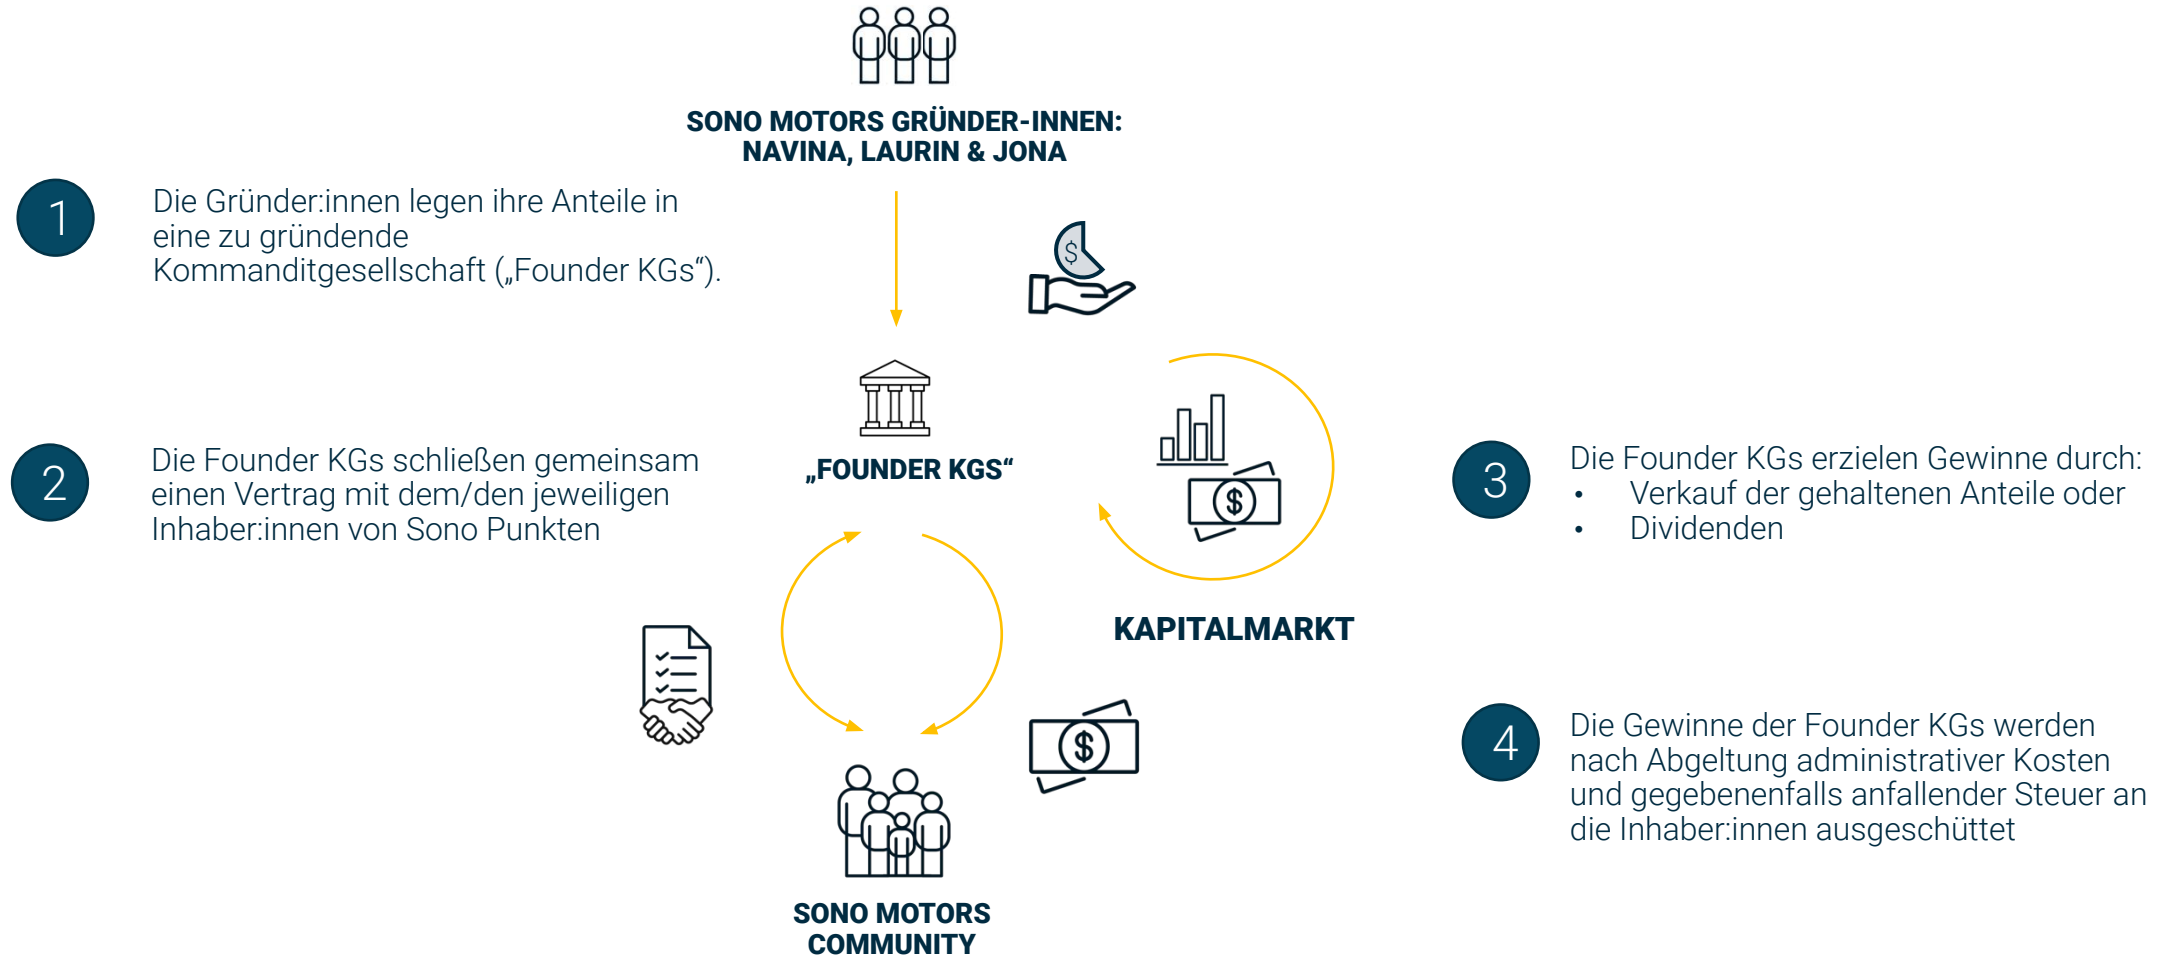 SONO MOTORS GRÜNDER-INNEN:
NAVINA, LAURIN & JONA
1
Die Gründer:innen legen ihre Anteile in
eine zu gründende
Kommanditgesellschaft („Founder KGs“).
$
2
Die Founder KGs schließen gemeinsam
einen Vertrag mit dem/den jeweiligen
Inhaber:innen von Sono Punkten
„FOUNDER KGS“
$
KAPITALMARKT
3
Die Founder KGs erzielen Gewinne durch:
• Verkauf der gehaltenen Anteile oder
• Dividenden
$
4
Die Gewinne der Founder KGs werden
nach Abgeltung administrativer Kosten
und gegebenenfalls anfallender Steuer an
die Inhaber:innen ausgeschüttet
SONO MOTORS
COMMUNITY